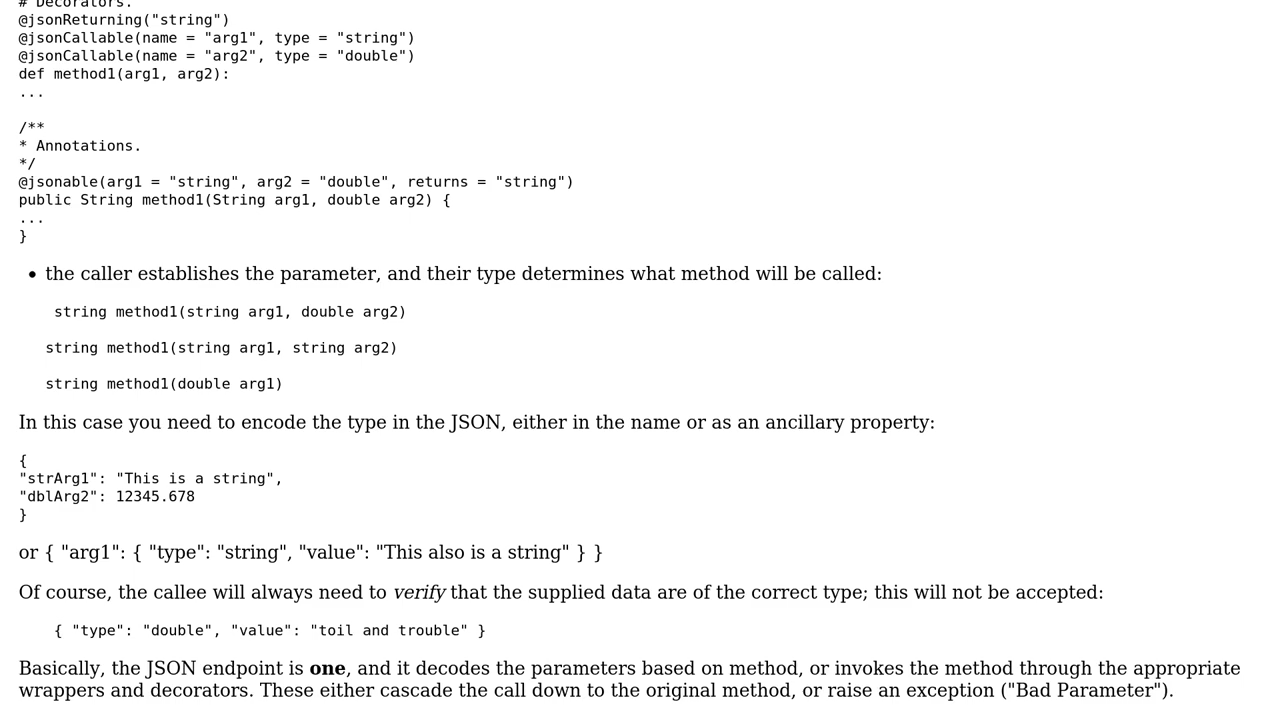 # Decorators.
@jsonReturning("string")
@jsonCallable(name = "arg1", type = "string")
@jsonCallable(name = "arg2", type = "double")
def method1(arg1, arg2):
...
/**
* Annotations.
*/
@jsonable(arg1 = "string", arg2 = "double", returns = "string")
public String method1(String arg1, double arg2) {
...
}
• the caller establishes the parameter, and their type determines what method will be called:
string method1(string arg1, double arg2)
string method1(string arg1, string arg2)
string method1(double arg1)
In this case you need to encode the type in the JSON, either in the name or as an ancillary property:
{
"strArg1": "This is a string",
"dblArg2": 12345.678
}
or { "arg1": { "type": "string", "value": "This also is a string" } }
Of course, the callee will always need to verify that the supplied data are of the correct type; this will not be accepted:
{ "type": "double", "value": "toil and trouble" }
Basically, the JSON endpoint is one, and it decodes the parameters based on method, or invokes the method through the appropriate
wrappers and decorators. These either cascade the call down to the original method, or raise an exception ("Bad Parameter").